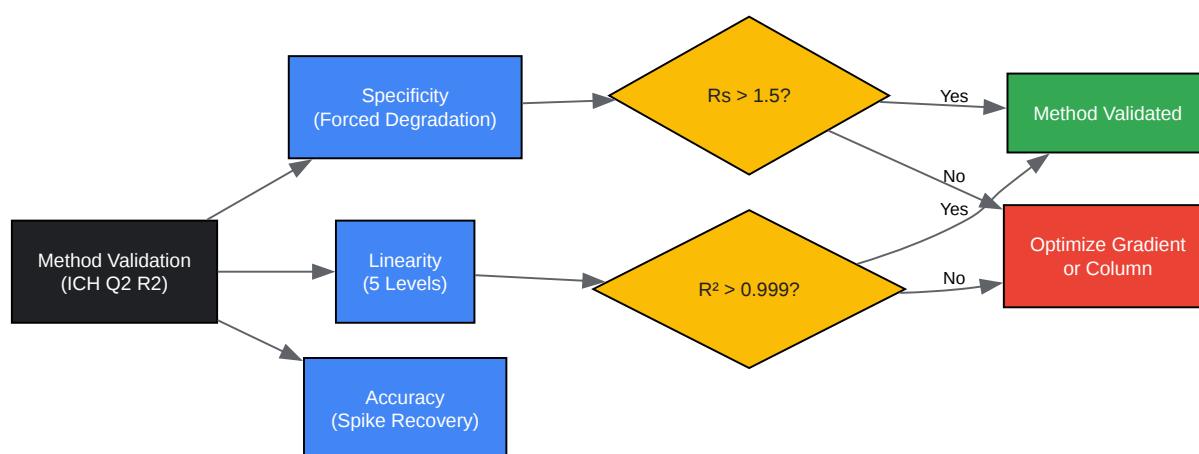 Specificity
(Forced Degradation)
Rs > 1.5?
Yes
Method Validated
No
Yes
Method Validation
(ICH Q2 R2)
Linearity
(5 Levels)
R² > 0.999?
No
Optimize Gradient
or Column
Accuracy
(Spike Recovery)